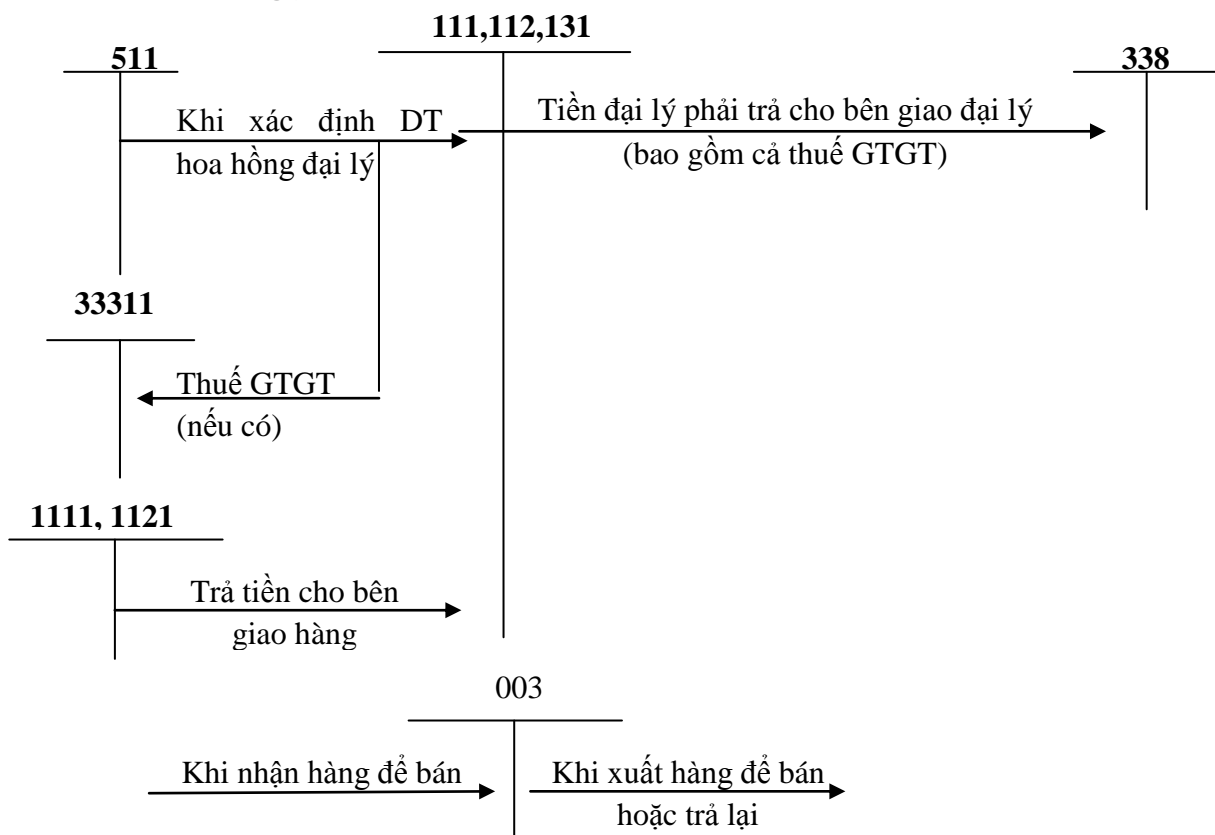 111,112,131
511
338
Khi xác định DT
hoa hồng đại lý
Tiền đại lý phải trả cho bên giao đại lý
(bao gồm cả thuế GTGT)
33311
Thuế GTGT
(nếu có)
1111, 1121
Trả tiền cho bên
giao hàng
003
Khi nhận hàng để bán
Khi xuất hàng để bán
hoặc trả lại